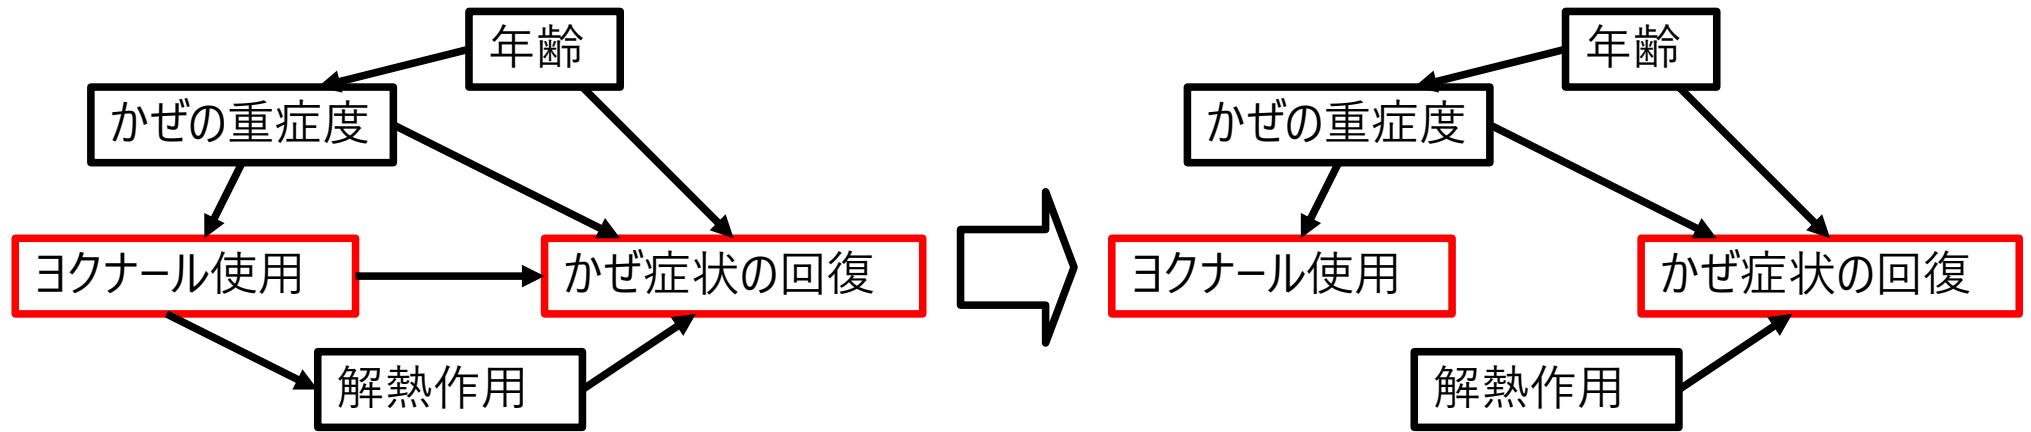 年齢
かぜの重症度
ヨクナール使用
かぜ症状の回復
解熱作用
年齢
かぜの重症度
ヨクナール使用
かぜ症状の回復
解熱作用